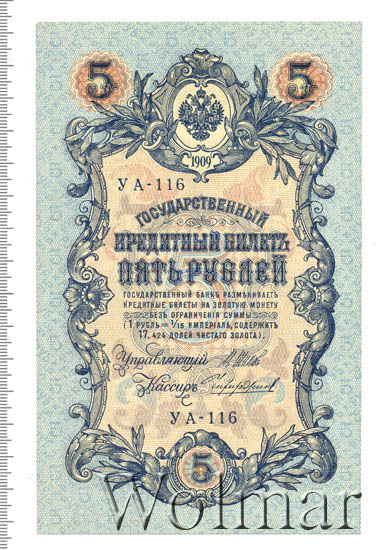 5 5
1909
УА-116
ГОСУДАРСТВЕННЫЙ
КРЕДИТНЫЙ БИЛЕТЪ
ПЯТЬ РУБЛЕЙ
ГОСУДАРСТВЕННЫЙ БАНКЪ РАЗМѢНИВАЕТЪ
КРЕДИТНЫЕ БИЛЕТЫ НА ЗОЛОТУЮ МОНЕТУ
БЕЗЪ ОГРАНИЧЕНІЯ СУММЫ
(1 РУБЛЬ = 1/15 ИМПЕРІАЛА, СОДЕРЖИТЪ
17,424 ДОЛЕЙ ЧИСТАГО ЗОЛОТА).
Управляющій
Кассиръ
УА-116
5
Wolmar